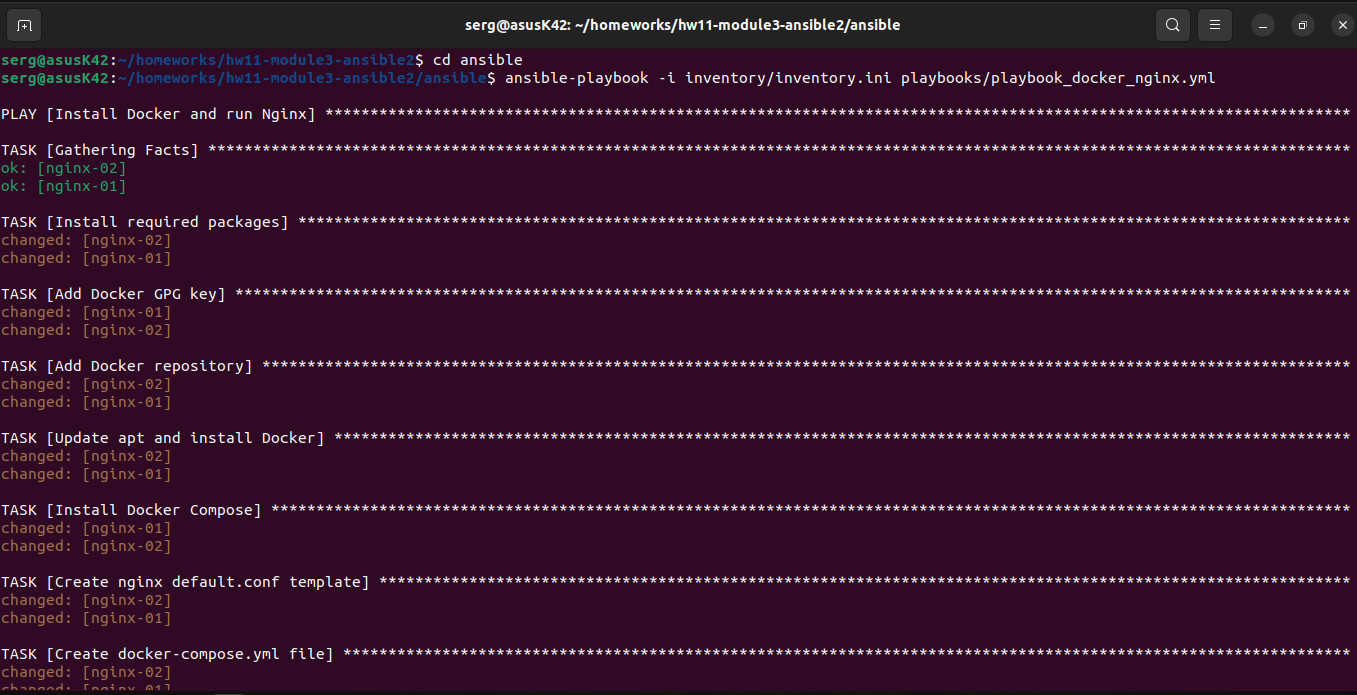 serg@asusK42: ~/homeworks/hw11-module3-ansible2/ansible
serg@asusK42:~/homeworks/hw11-module3-ansible2$ cd ansible
serg@asusK42:~/homeworks/hw11-module3-ansible2/ansible$ ansible-playbook -i inventory/inventory.ini playbooks/playbook_docker_nginx.yml
PLAY [Install Docker and run Nginx] ******************************************************************************************************************
TASK [Gathering Facts] *******************************************************************************************************************************
ok: [nginx-02]
ok: [nginx-01]
TASK [Install required packages] *********************************************************************************************************************
changed: [nginx-02]
changed: [nginx-01]
TASK [Add Docker GPG key] ****************************************************************************************************************************
changed: [nginx-01]
changed: [nginx-02]
TASK [Add Docker repository] *************************************************************************************************************************
changed: [nginx-02]
changed: [nginx-01]
TASK [Update apt and install Docker] *****************************************************************************************************************
changed: [nginx-02]
changed: [nginx-01]
TASK [Install Docker Compose] ************************************************************************************************************************
changed: [nginx-01]
changed: [nginx-02]
TASK [Create nginx default.conf template] ************************************************************************************************************
changed: [nginx-02]
changed: [nginx-01]
TASK [Create docker-compose.yml file] ****************************************************************************************************************
changed: [nginx-02]
changed: [nginx-01]